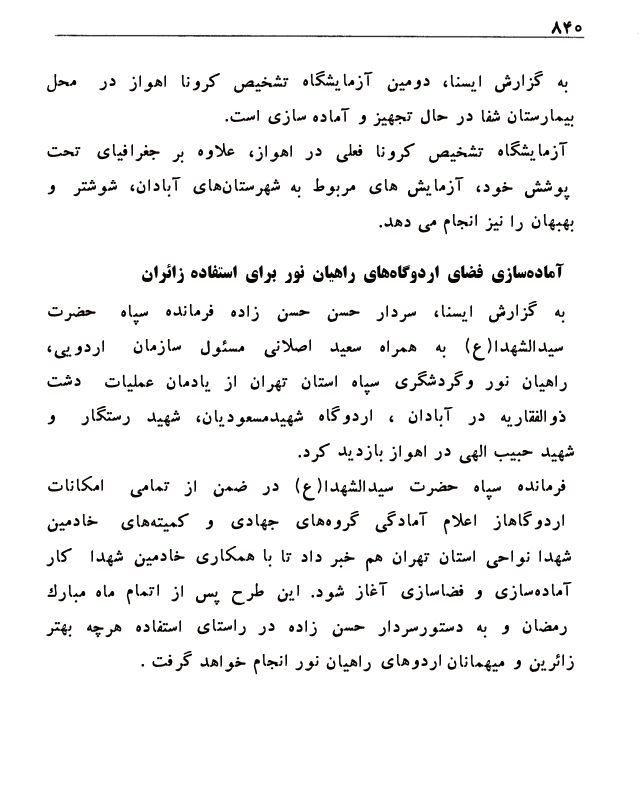 ۸۴۰
به گزارش ایسنا، دومین آزمایشگاه تشخیص کرونا اهواز در محل
بیمارستان شفا در حال تجهیز و آماده سازی است.
آزمایشگاه تشخیص کرونا فعلی در اهواز، علاوه بر جغرافیای تحت
پوشش خود، آزمایش های مربوط به شهرستان‌های آبادان، شوشتر و
بهبهان را نیز انجام می دهد.
آماده‌سازی فضای اردوگاه‌های راهیان نور برای استفاده زائران
به گزارش ایسنا، سردار حسن حسن زاده فرمانده سپاه حضرت
سیدالشهدا(ع) به همراه سعید اصلانی مسئول سازمان اردویی،
راهیان نور وگردشگری سپاه استان تهران از یادمان عملیات دشت
ذوالفقاریه در آبادان ، اردوگاه شهیدمسعودیان، شهید رستگار و
شهید حبیب الهی در اهواز بازدید کرد.
فرمانده سپاه حضرت سیدالشهدا(ع) در ضمن از تمامی امکانات
اردوگاهاز اعلام آمادگی گروه‌های جهادی و کمیته‌های خادمین
شهدا نواحی استان تهران هم خبر داد تا با همکاری خادمین شهدا کار
آماده‌سازی و فضاسازی آغاز شود. این طرح پس از اتمام ماه مبارك
رمضان و به دستورسردار حسن زاده در راستای استفاده هرچه بهتر
زائرین و میهمانان اردوهای راهیان نور انجام خواهد گرفت .